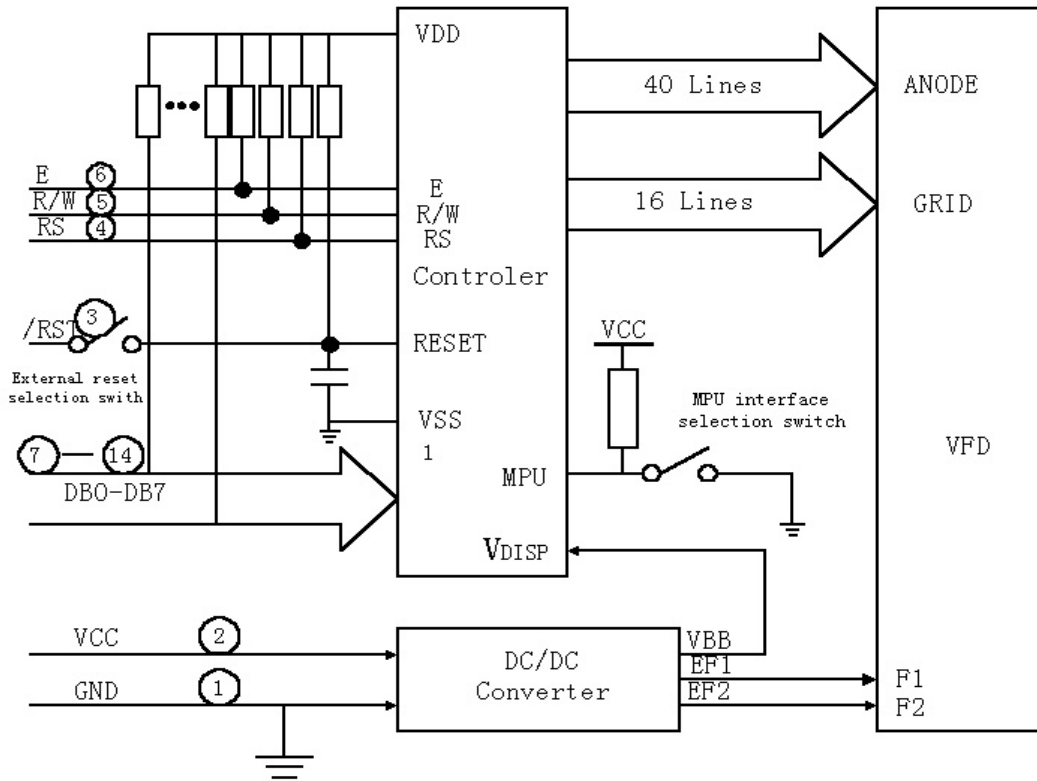 VDD
40 Lines
ANODE
E
6
E
R/W
5
R/W
16 Lines
GRID
RS
4
RS
Controler
3
/RST
RESET
VCC
External reset
selection swith
MPU interface
selection switch
VSS
1
7
14
VFD
DB0-DB7
MPU
VDISP
VCC
2
DC/DC
Converter
VBB
EF1
F1
GND
1
EF2
F2